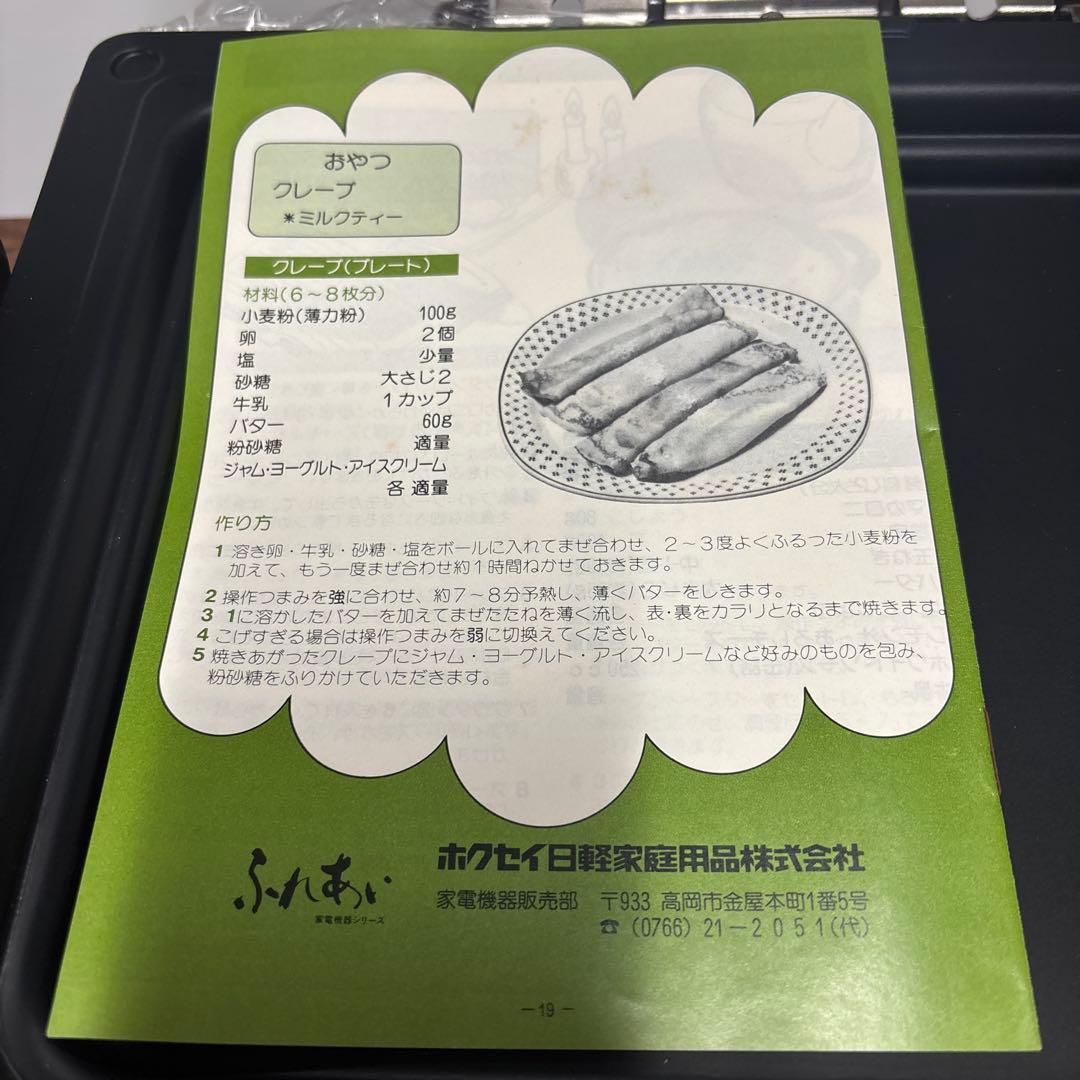 おやつ
クレープ
＊ミルクティー
クレープ(プレート)
材料(6～8枚分)
小麦粉(薄力粉) 100g
卵 2個
塩 少量
砂糖 大さじ2
牛乳 1カップ
バター 60g
粉砂糖 適量
ジャム・ヨーグルト・アイスクリーム
各 適量
作り方
1 溶き卵・牛乳・砂糖・塩をボールに入れてまぜ合わせ、2～3度よくふるった小麦粉を
加えて、もう一度まぜ合わせ約1時間ねかせておきます。
2 操作つまみを強に合わせ、約7～8分予熱し、薄くバターをしきます。
3 1に溶かしたバターを加えてまぜたたねを薄く流し、表・裏をカラリとなるまで焼きます。
4 こげすぎる場合は操作つまみを弱に切換えてください。
5 焼きあがったクレープにジャム・ヨーグルト・アイスクリームなど好みのものを包み、
粉砂糖をふりかけていただきます。
ふれあい
家電機器シリーズ
ホクセイ日軽家庭用品株式会社
家電機器販売部 〒933 高岡市金屋本町1番5号
☎ (0766) 21－2051(代)
－19－